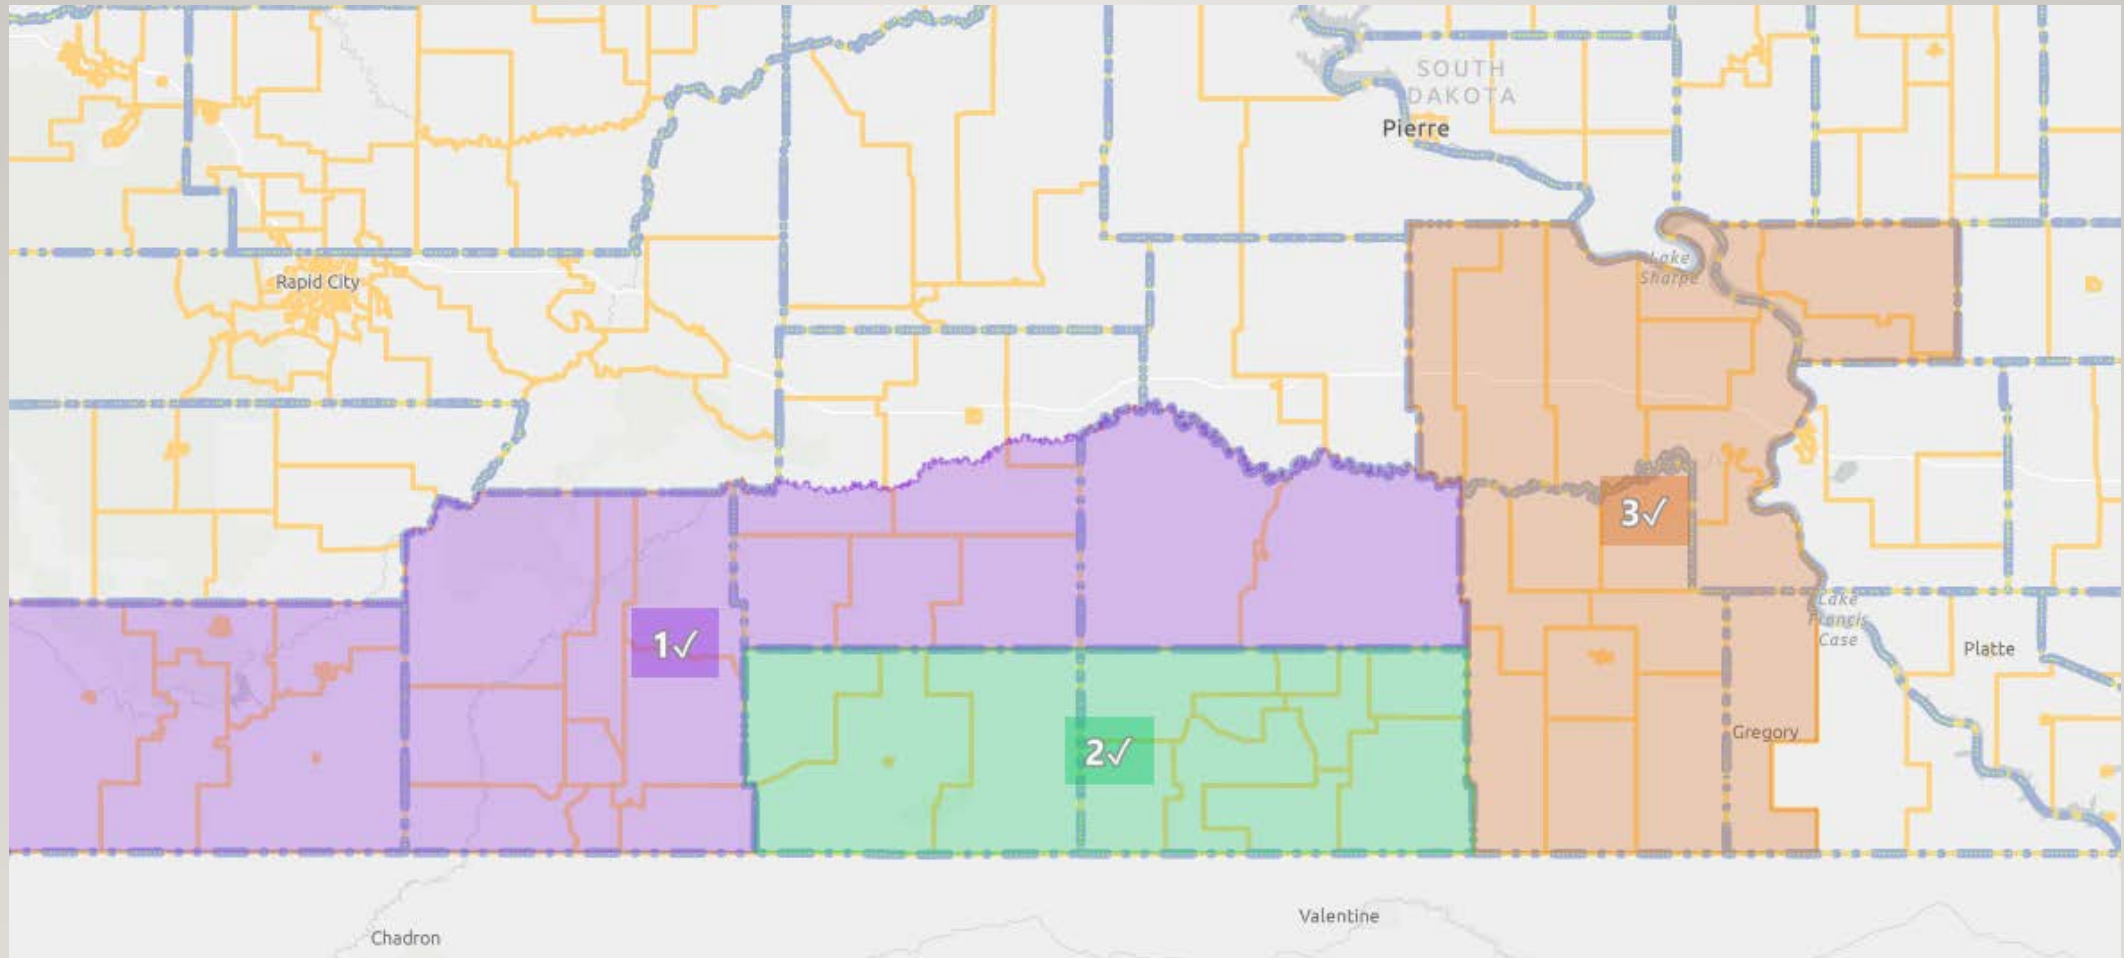 SOUTH
DAKOTA
Pierre
Rapid City
Lake
Sharpe
3✓
Lake
Francis
Case
1✓
Platte
Gregory
2✓
Valentine
Chadron